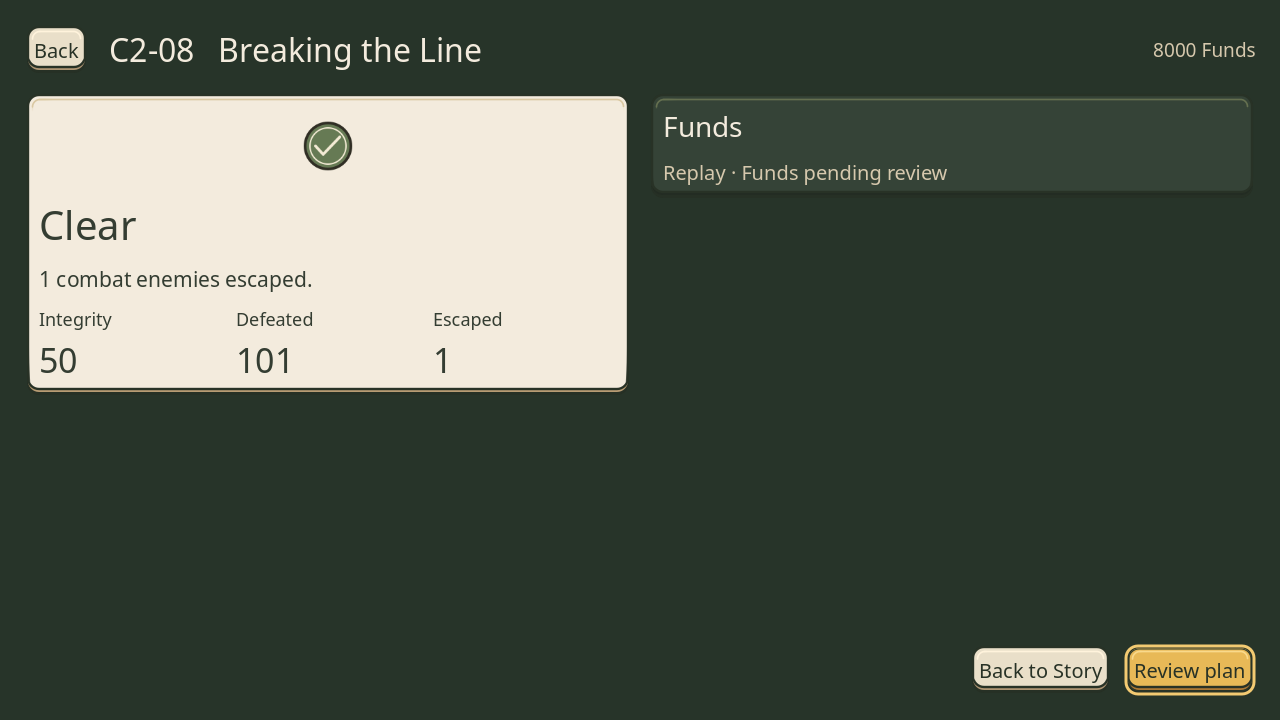 Back
C2-08 Breaking the Line
8000 Funds
Clear
1 combat enemies escaped.
Integrity Defeated Escaped
50 101 1
Funds
Replay · Funds pending review
Back to Story
Review plan